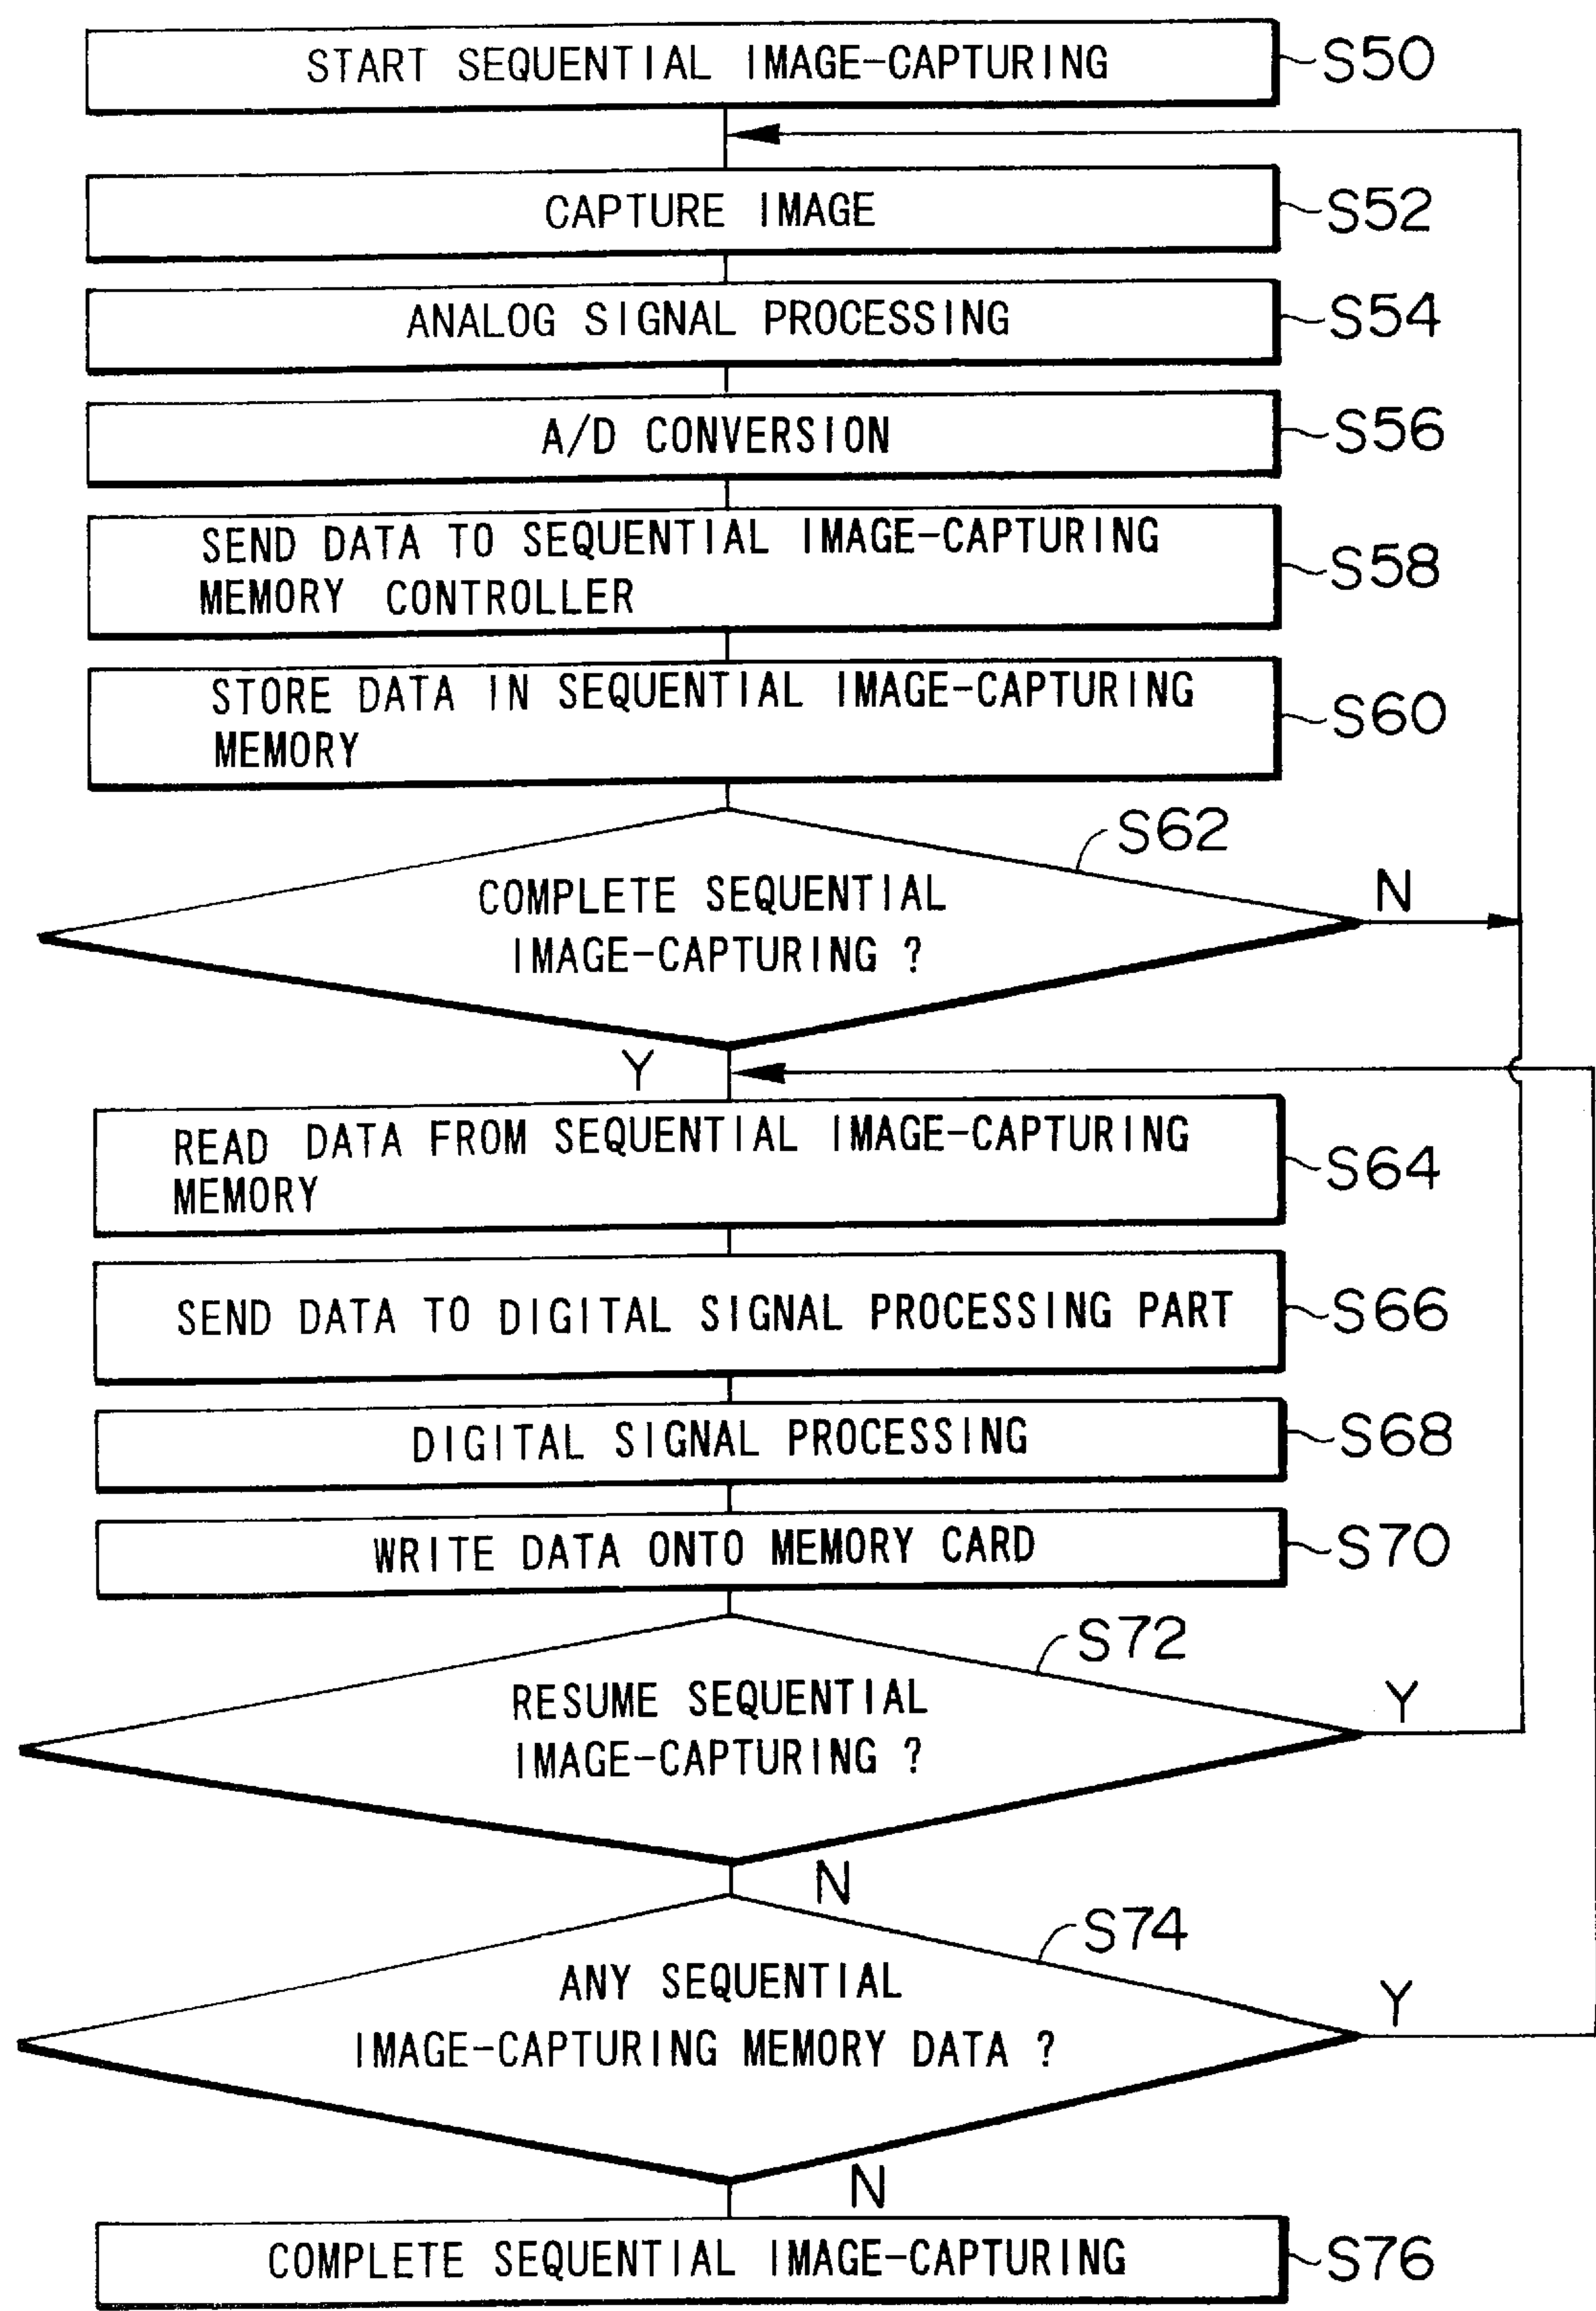 START SEQUENTIAL IMAGE-CAPTURING
S50
CAPTURE IMAGE
S52
ANALOG SIGNAL PROCESSING
S54
A/D CONVERSION
S56
SEND DATA TO SEQUENTIAL IMAGE-CAPTURING
MEMORY CONTROLLER
S58
STORE DATA IN SEQUENTIAL IMAGE-CAPTURING
MEMORY
S60
S62
COMPLETE SEQUENTIAL
IMAGE-CAPTURING ?
N
Y
READ DATA FROM SEQUENTIAL IMAGE-CAPTURING
MEMORY
S64
SEND DATA TO DIGITAL SIGNAL PROCESSING PART
S66
DIGITAL SIGNAL PROCESSING
S68
WRITE DATA ONTO MEMORY CARD
S70
S72
RESUME SEQUENTIAL
IMAGE-CAPTURING ?
Y
N
S74
ANY SEQUENTIAL
IMAGE-CAPTURING MEMORY DATA ?
Y
N
COMPLETE SEQUENTIAL IMAGE-CAPTURING
S76